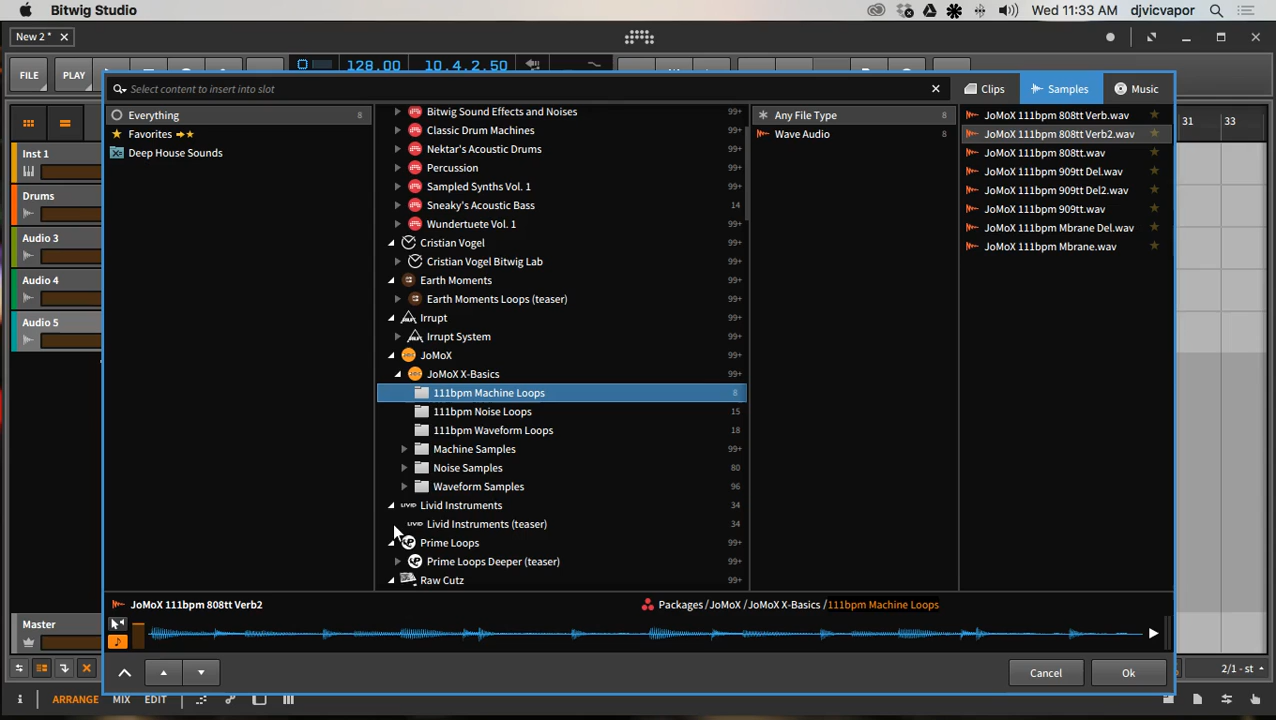 Bitwig Studio
Wed 11:33 AM
djvicvapor
New 2 *
FILE
PLAY
128.00
10.4.2.50
Select content to insert into slot
Clips
Samples
Music
Everything 8
Favorites
Deep House Sounds
Bitwig Sound Effects and Noises 99+
Classic Drum Machines 99+
Nektar's Acoustic Drums 99+
Percussion 99+
Sampled Synths Vol. 1 99+
Sneaky's Acoustic Bass 14
Wundertuete Vol. 1 99+
Cristian Vogel 99+
Cristian Vogel Bitwig Lab 99+
Earth Moments 99+
Earth Moments Loops (teaser) 99+
Irrupt 99+
Irrupt System 99+
JoMoX 99+
JoMoX X-Basics 99+
111bpm Machine Loops 8
111bpm Noise Loops 15
111bpm Waveform Loops 18
Machine Samples 99+
Noise Samples 80
Waveform Samples 96
Livid Instruments 34
Livid Instruments (teaser) 34
Prime Loops 99+
Prime Loops Deeper (teaser) 99+
Raw Cutz 99+
Any File Type 8
Wave Audio 8
JoMoX 111bpm 808tt Verb.wav
JoMoX 111bpm 808tt Verb2.wav
JoMoX 111bpm 808tt.wav
JoMoX 111bpm 909tt Del.wav
JoMoX 111bpm 909tt Del2.wav
JoMoX 111bpm 909tt.wav
JoMoX 111bpm Mbrane Del.wav
JoMoX 111bpm Mbrane.wav
31 33
Inst 1
Drums
Audio 3
Audio 4
Audio 5
Master
JoMoX 111bpm 808tt Verb2
Packages /JoMoX /JoMoX X-Basics /111bpm Machine Loops
Cancel
Ok
2/1 - st
ARRANGE MIX EDIT